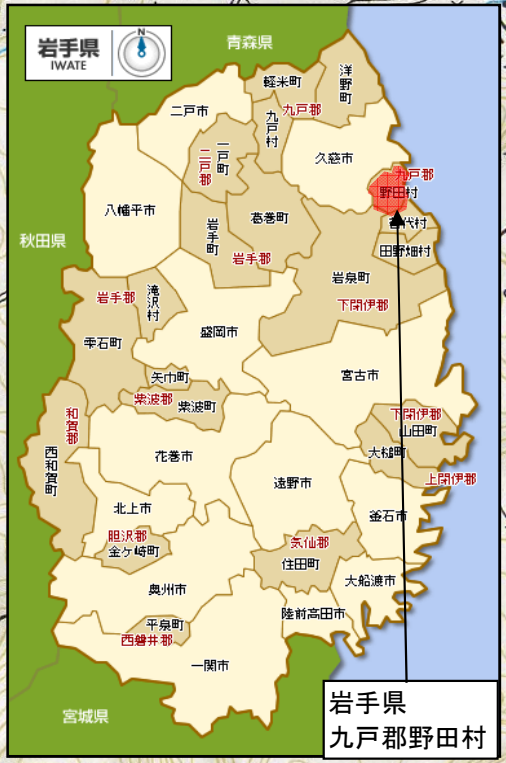 岩手県
IWATE
青森県
秋田県
宮城県
洋野町
軽米町
九戸郡
九戸村
二戸市
一戸町
二戸郡
久慈市
九戸郡
野田村
普代村
田野畑村
八幡平市
岩手町
葛巻町
岩手郡
岩泉町
下閉伊郡
岩手郡
滝沢村
雫石町
盛岡市
宮古市
矢巾町
紫波郡
紫波町
和賀郡
西和賀町
花巻市
下閉伊郡
山田町
大槌町
上閉伊郡
遠野市
釜石市
北上市
胆沢郡
金ケ崎町
気仙郡
住田町
大船渡市
奥州市
陸前高田市
平泉町
西磐井郡
一関市
岩手県
九戸郡野田村